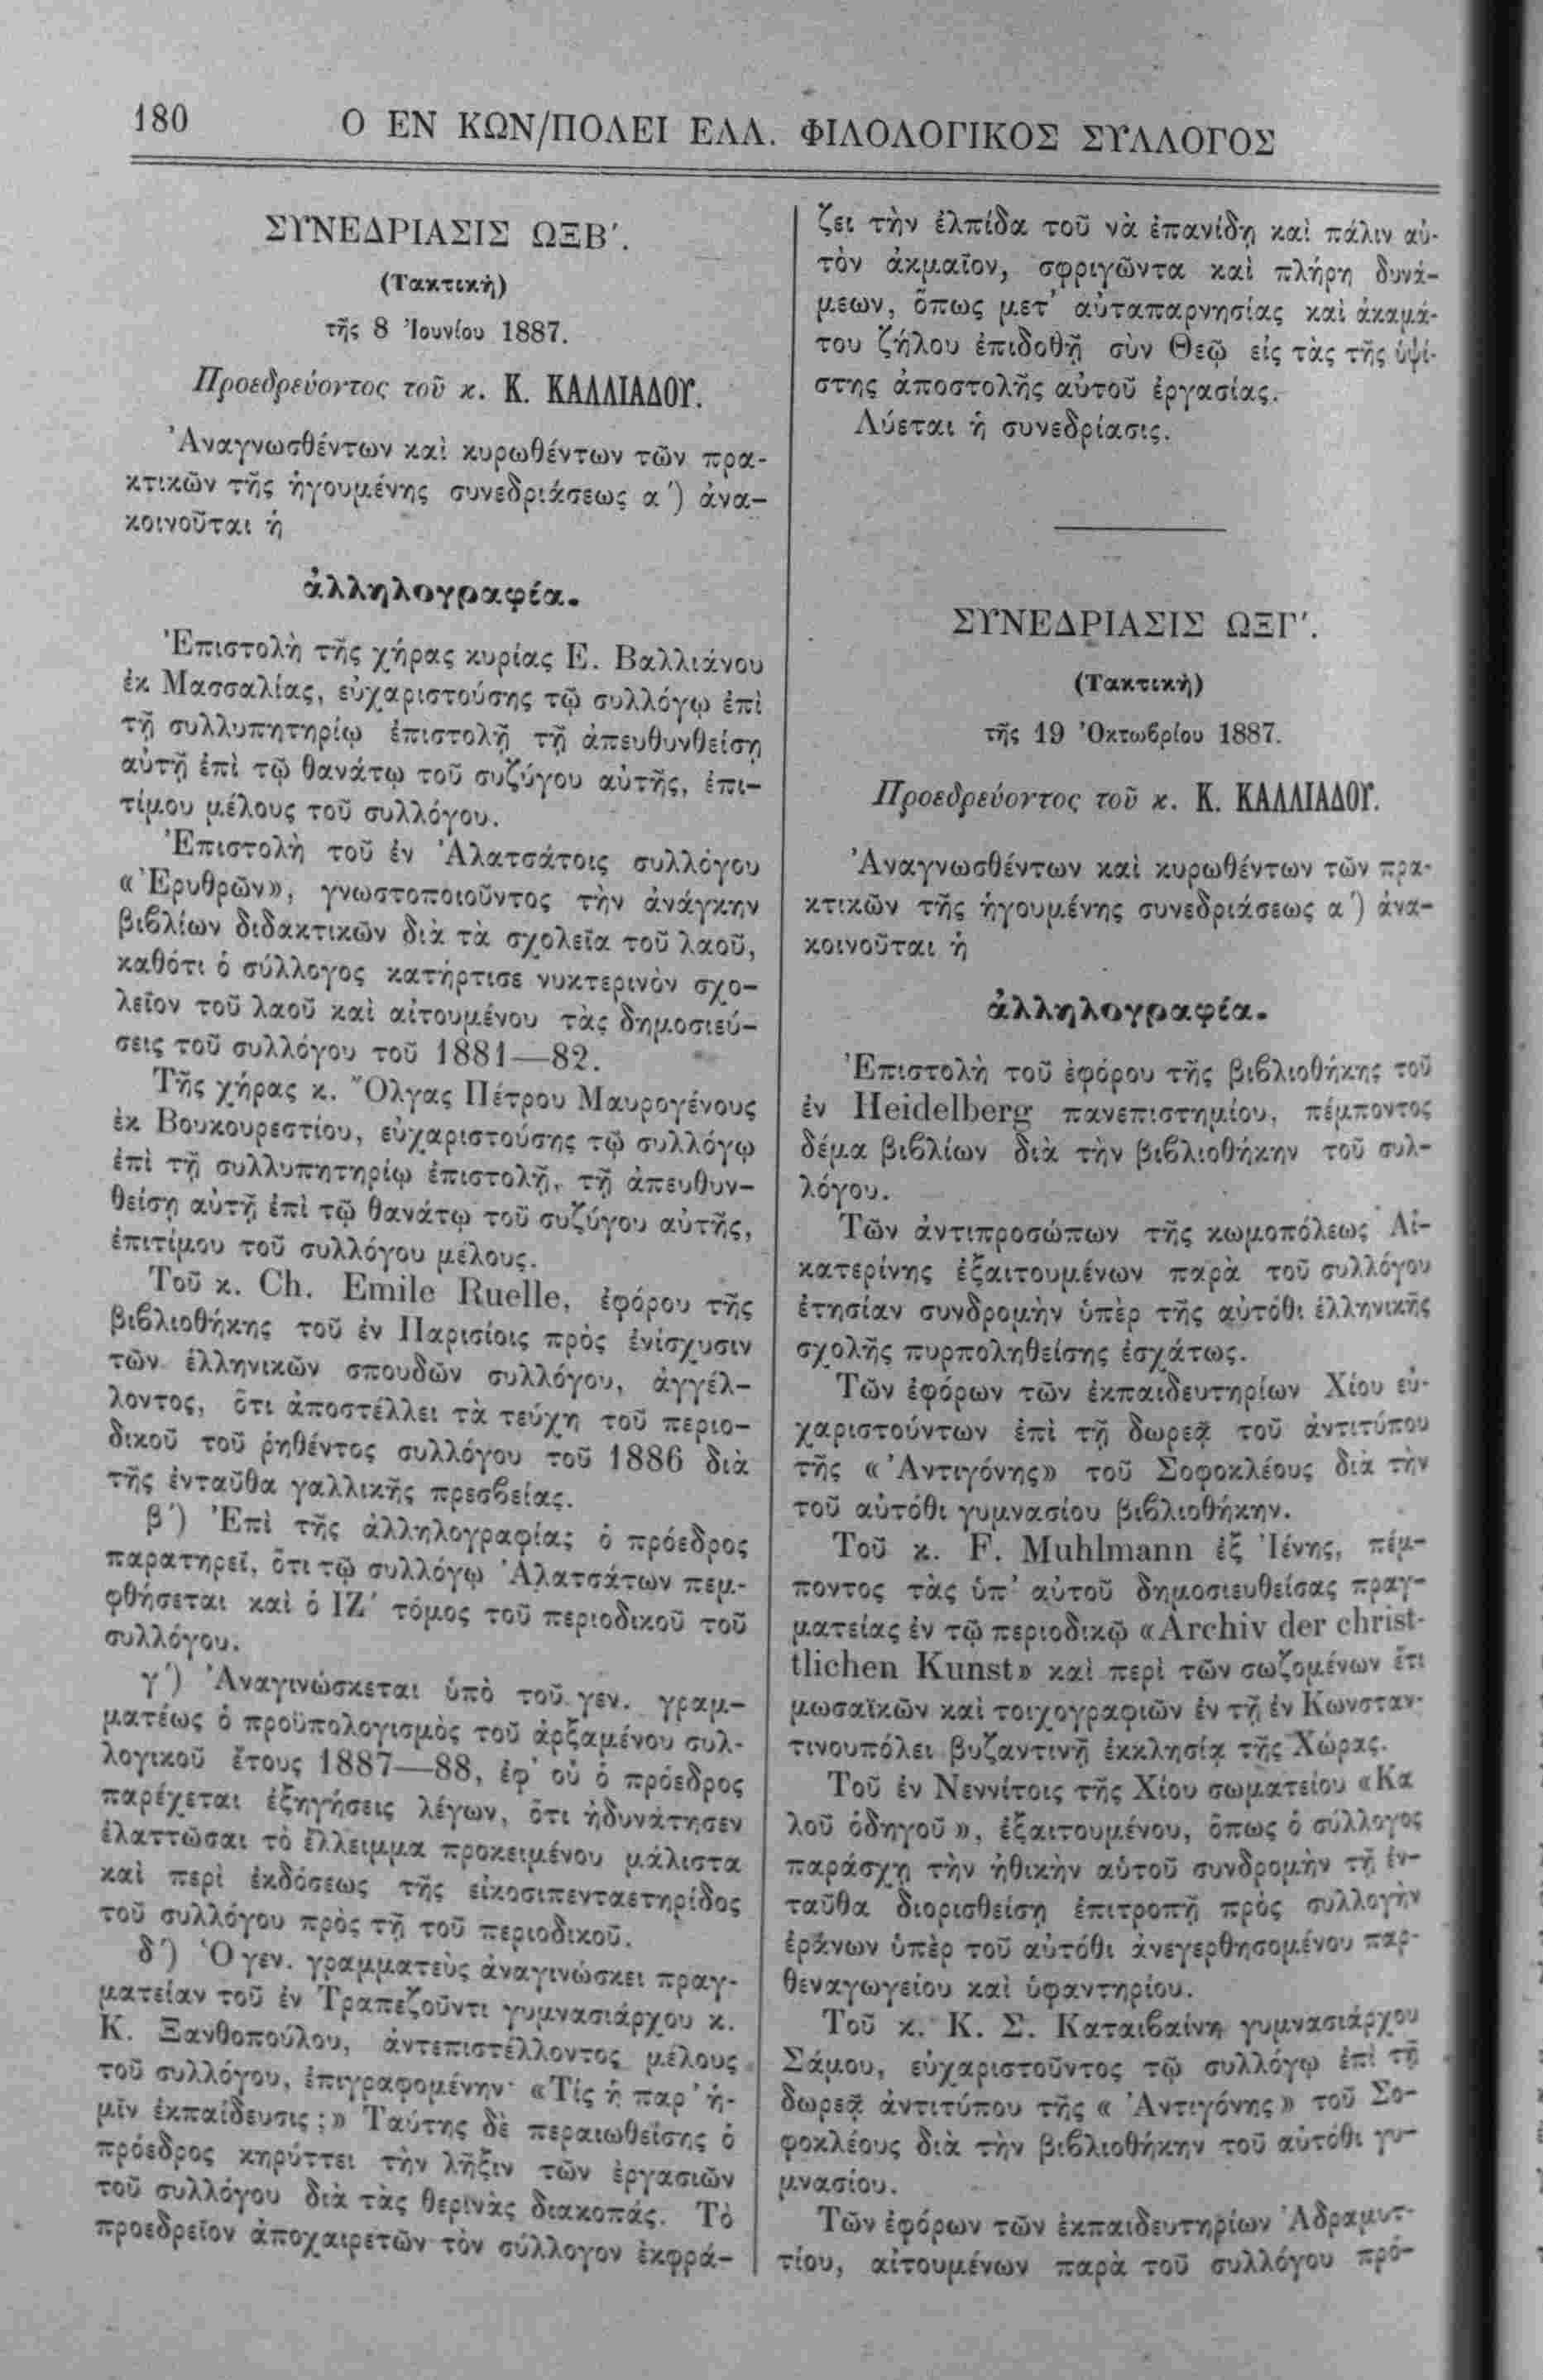 180 Ο ΕΝ ΚΩΝ/ΠΟΛΕΙ ΕΛΛ. ΦΙΛΟΛΟΓΙΚΟΣ ΣΥΛΛΟΓΟΣ
ΣΥΝΕΔΡΙΑΣΙΣ ΩΞΒ΄.
(Τακτικὴ)
τῆς 8 Ἰουνίου 1887.
Προεδρεύοντος τοῦ κ. Κ. ΚΑΛΛΙΑΔΟΥ.
Ἀναγνωσθέντων καὶ κυρωθέντων τῶν πρα-
κτικῶν τῆς ἡγουμένης συνεδριάσεως α΄) ἀνα-
κοινοῦται ἡ
ἀλληλογραφία.
Ἐπιστολὴ τῆς χήρας κυρίας Ε. Βαλλιάνου
ἐκ Μασσαλίας, εὐχαριστούσης τῷ συλλόγῳ ἐπὶ
τῇ συλλυπητηρίῳ ἐπιστολῇ τῇ ἀπευθυνθείσῃ
αὐτῇ ἐπὶ τῷ θανάτῳ τοῦ συζύγου αὐτῆς, ἐπι-
τίμου μέλους τοῦ συλλόγου.
Ἐπιστολὴ τοῦ ἐν Ἀλατσάτοις συλλόγου
«Ἐρυθρῶν», γνωστοποιοῦντος τὴν ἀνάγκην
βιβλίων διδακτικῶν διὰ τὰ σχολεῖα τοῦ λαοῦ,
καθότι ὁ σύλλογος κατήρτισε νυκτερινὸν σχο-
λεῖον τοῦ λαοῦ καὶ αἰτουμένου τὰς δημοσιεύ-
σεις τοῦ συλλόγου τοῦ 1881—82.
Τῆς χήρας κ. Ὄλγας Πέτρου Μαυρογένους
ἐκ Βουκουρεστίου, εὐχαριστούσης τῷ συλλόγῳ
ἐπὶ τῇ συλλυπητηρίῳ ἐπιστολῇ, τῇ ἀπευθυν-
θείσῃ αὐτῇ ἐπὶ τῷ θανάτῳ τοῦ συζύγου αὐτῆς,
ἐπιτίμου τοῦ συλλόγου μέλους.
Τοῦ κ. Ch. Emile Ruelle, ἐφόρου τῆς
βιβλιοθήκης τοῦ ἐν Παρισίοις πρὸς ἐνίσχυσιν
τῶν ἑλληνικῶν σπουδῶν συλλόγου, ἀγγέλ-
λοντος, ὅτι ἀποστέλλει τὰ τεύχη τοῦ περιο-
δικοῦ τοῦ ῥηθέντος συλλόγου τοῦ 1886 διὰ
τῆς ἐνταῦθα γαλλικῆς πρεσβείας.
β΄) Ἐπὶ τῆς ἀλληλογραφίας ὁ πρόεδρος
παρατηρεῖ, ὅτι τῷ συλλόγῳ Ἀλατσάτων πεμ-
φθήσεται καὶ ὁ ΙΖ΄ τόμος τοῦ περιοδικοῦ τοῦ
συλλόγου.
γ΄) Ἀναγινώσκεται ὑπὸ τοῦ γεν. γραμ-
ματέως ὁ προϋπολογισμὸς τοῦ ἀρξαμένου συλ-
λογικοῦ ἔτους 1887—88, ἐφ' οὗ ὁ πρόεδρος
παρέχεται ἐξηγήσεις λέγων, ὅτι ἠδυνάτησεν
ἐλαττῶσαι τὸ ἔλλειμμα προκειμένου μάλιστα
καὶ περὶ ἐκδόσεως τῆς εἰκοσιπενταετηρίδος
τοῦ συλλόγου πρὸς τῇ τοῦ περιοδικοῦ.
δ΄) Ὁ γεν. γραμματεὺς ἀναγινώσκει πραγ-
ματείαν τοῦ ἐν Τραπεζοῦντι γυμνασιάρχου κ.
Κ. Ξανθοπούλου, ἀντεπιστέλλοντος μέλους
τοῦ συλλόγου, ἐπιγραφομένην· «Τίς ἡ παρ' ἡ-
μῖν ἐκπαίδευσις;» Ταύτης δὲ περαιωθείσης ὁ
πρόεδρος κηρύττει τὴν λῆξιν τῶν ἐργασιῶν
τοῦ συλλόγου διὰ τὰς θερινὰς διακοπάς. Τὸ
προεδρεῖον ἀποχαιρετῶν τὸν σύλλογον ἐκφρά-
ζει τὴν ἐλπίδα τοῦ νὰ ἐπανίδῃ καὶ πάλιν αὐ-
τὸν ἀκμαῖον, σφριγῶντα καὶ πλήρη δυνά-
μεων, ὅπως μετ' αὐταπαρνησίας καὶ ἀκαμά-
του ζήλου ἐπιδοθῇ σὺν Θεῷ εἰς τὰς τῆς ὑψί-
στης ἀποστολῆς αὐτοῦ ἐργασίας.
Λύεται ἡ συνεδρίασις.
ΣΥΝΕΔΡΙΑΣΙΣ ΩΞΓ΄.
(Τακτικὴ)
τῆς 19 Ὀκτωβρίου 1887.
Προεδρεύοντος τοῦ κ. Κ. ΚΑΛΛΙΑΔΟΥ.
Ἀναγνωσθέντων καὶ κυρωθέντων τῶν πρα-
κτικῶν τῆς ἡγουμένης συνεδριάσεως α΄) ἀνα-
κοινοῦται ἡ
ἀλληλογραφία.
Ἐπιστολὴ τοῦ ἐφόρου τῆς βιβλιοθήκης τοῦ
ἐν Heidelberg πανεπιστημίου, πέμποντος
δέμα βιβλίων διὰ τὴν βιβλιοθήκην τοῦ συλ-
λόγου.
Τῶν ἀντιπροσώπων τῆς κωμοπόλεως Αἰ-
κατερίνης ἐξαιτουμένων παρὰ τοῦ συλλόγου
ἐτησίαν συνδρομὴν ὑπὲρ τῆς αὐτόθι ἑλληνικῆς
σχολῆς πυρποληθείσης ἐσχάτως.
Τῶν ἐφόρων τῶν ἐκπαιδευτηρίων Χίου εὐ-
χαριστούντων ἐπὶ τῇ δωρεᾷ τοῦ ἀντιτύπου
τῆς «Ἀντιγόνης» τοῦ Σοφοκλέους διὰ τὴν
τοῦ αὐτόθι γυμνασίου βιβλιοθήκην.
Τοῦ κ. F. Muhlmann ἐξ Ἰένης, πέμ-
ποντος τὰς ὑπ' αὐτοῦ δημοσιευθείσας πραγ-
ματείας ἐν τῷ περιοδικῷ «Archiv der christ-
tlichen Kunst» καὶ περὶ τῶν σωζομένων ἔτι
μωσαϊκῶν καὶ τοιχογραφιῶν ἐν τῇ ἐν Κωνσταν-
τινουπόλει βυζαντινῇ ἐκκλησίᾳ τῆς Χώρας.
Τοῦ ἐν Νεννίτοις τῆς Χίου σωματείου «Κα
λοῦ ὁδηγοῦ», ἐξαιτουμένου, ὅπως ὁ σύλλογος
παράσχῃ τὴν ἠθικὴν αὑτοῦ συνδρομὴν τῇ ἐν-
ταῦθα διορισθείσῃ ἐπιτροπῇ πρὸς συλλογὴν
ἐράνων ὑπὲρ τοῦ αὐτόθι ἀνεγερθησομένου παρ-
θεναγωγείου καὶ ὑφαντηρίου.
Τοῦ κ. Κ. Σ. Καταιβαίνη γυμνασιάρχου
Σάμου, εὐχαριστοῦντος τῷ συλλόγῳ ἐπὶ τῇ
δωρεᾷ ἀντιτύπου τῆς «Ἀντιγόνης» τοῦ Σο-
φοκλέους διὰ τὴν βιβλιοθήκην τοῦ αὐτόθι γυ-
μνασίου.
Τῶν ἐφόρων τῶν ἐκπαιδευτηρίων Ἀδραμυτ-
τίου, αἰτουμένων παρὰ τοῦ συλλόγου πρό-